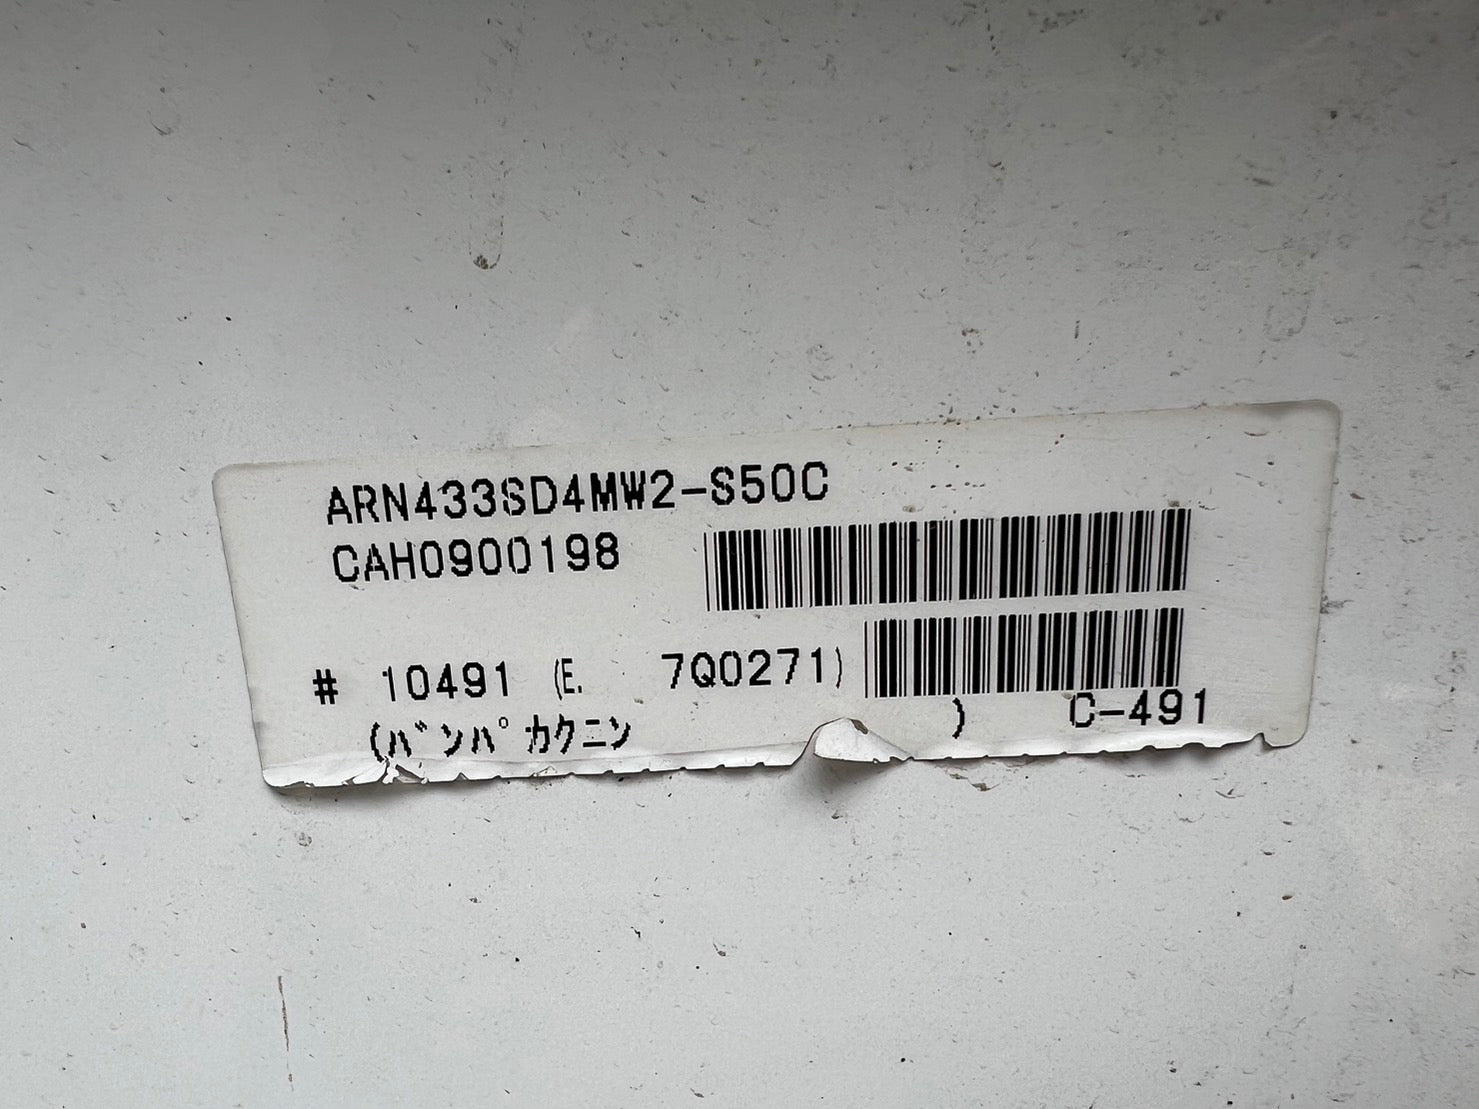 ARN433SD4MW2-S50C
CAH0900198
# 10491 (E. 7Q0271)
(ﾊﾞﾝﾊﾟｶｸﾆﾝ ) C-491